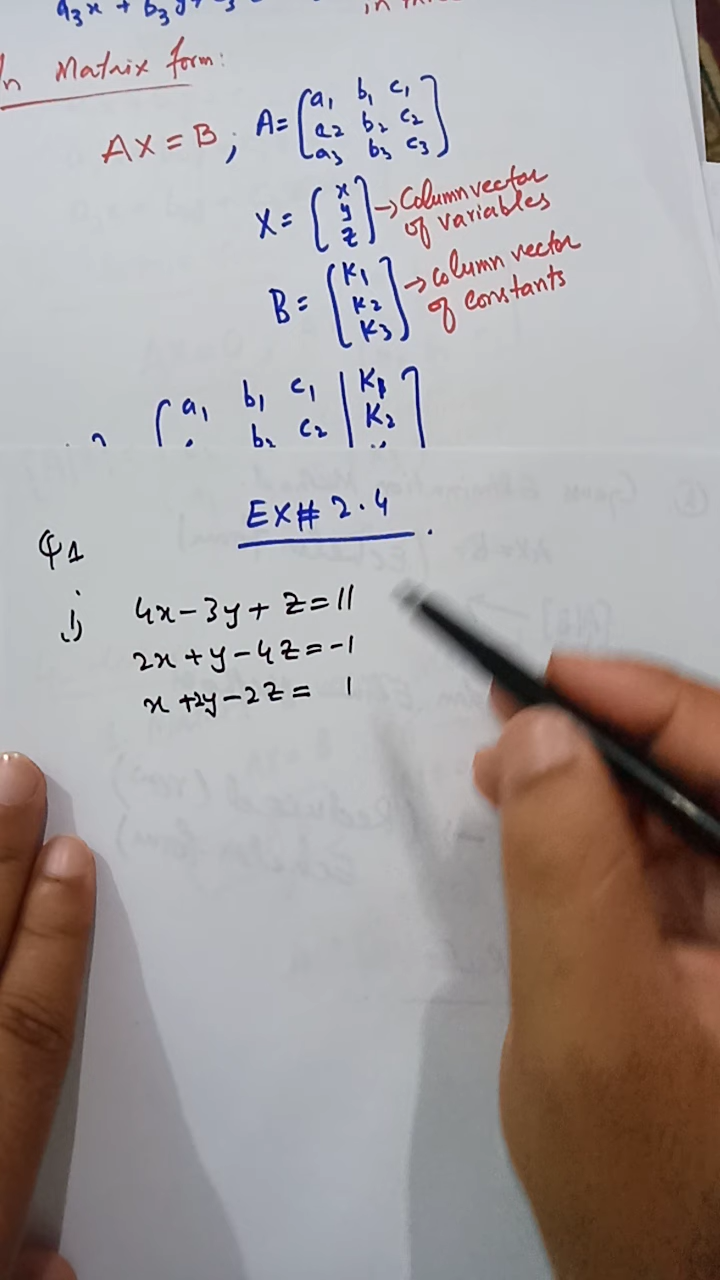 a₃x + b₃y +
In Matrix form:
AX = B ; A = [a₁ b₁ c₁
a₂ b₂ c₂
a₃ b₃ c₃]
X = [x
y
z] → Column vector
of variables
B = [K₁
K₂
K₃] → column vector
of constants
[a₁ b₁ c₁ | K₁
b₂ c₂ | K₂]
EX# 2.4
Q1
i) 4x - 3y + z = 11
2x + y - 4z = -1
x + 2y - 2z = 1